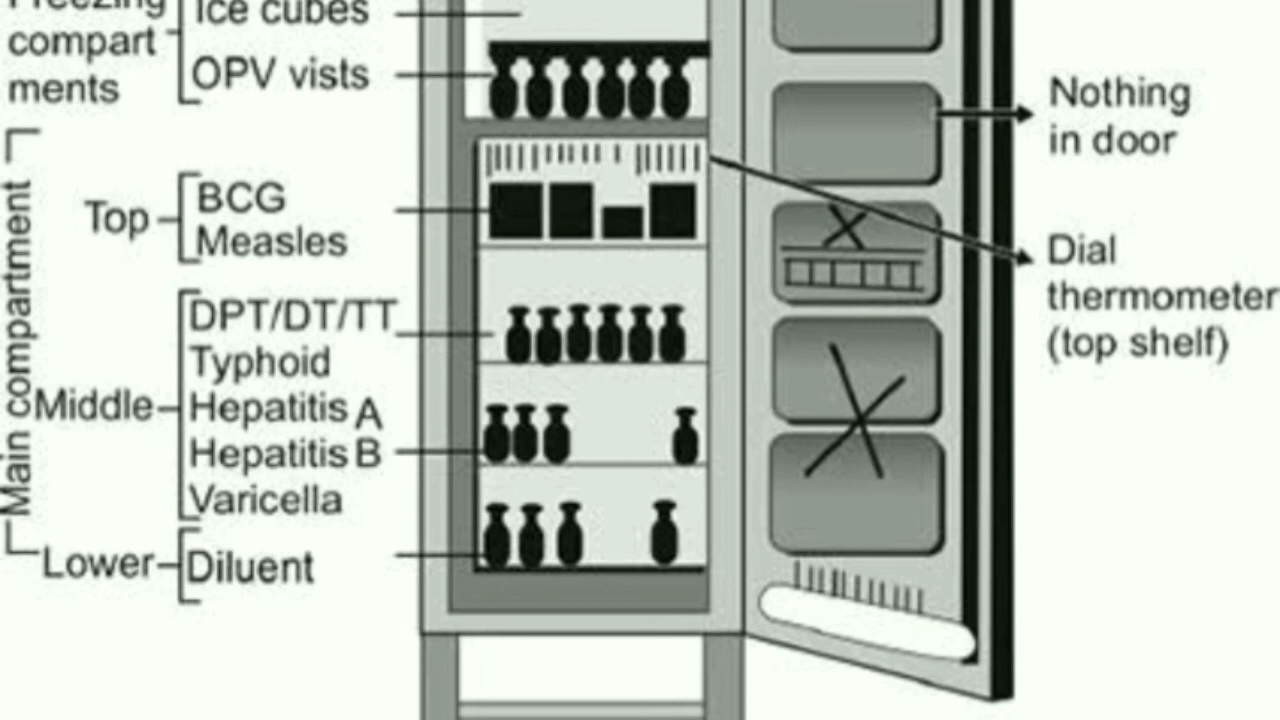 Freezing
compart
ments
Ice cubes
OPV vists
Main compartment
Top
BCG
Measles
Middle
DPT/DT/TT
Typhoid
Hepatitis A
Hepatitis B
Varicella
Lower
Diluent
Nothing
in door
Dial
thermometer
(top shelf)